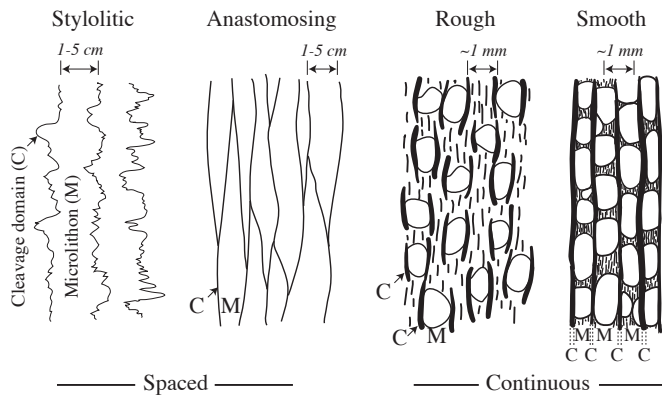 Stylolitic Anastomosing Rough Smooth
1-5 cm 1-5 cm ~1 mm ~1 mm
Cleavage domain (C)
Microlithon (M)
C M
C
C M
M M M
C C C C
Spaced Continuous